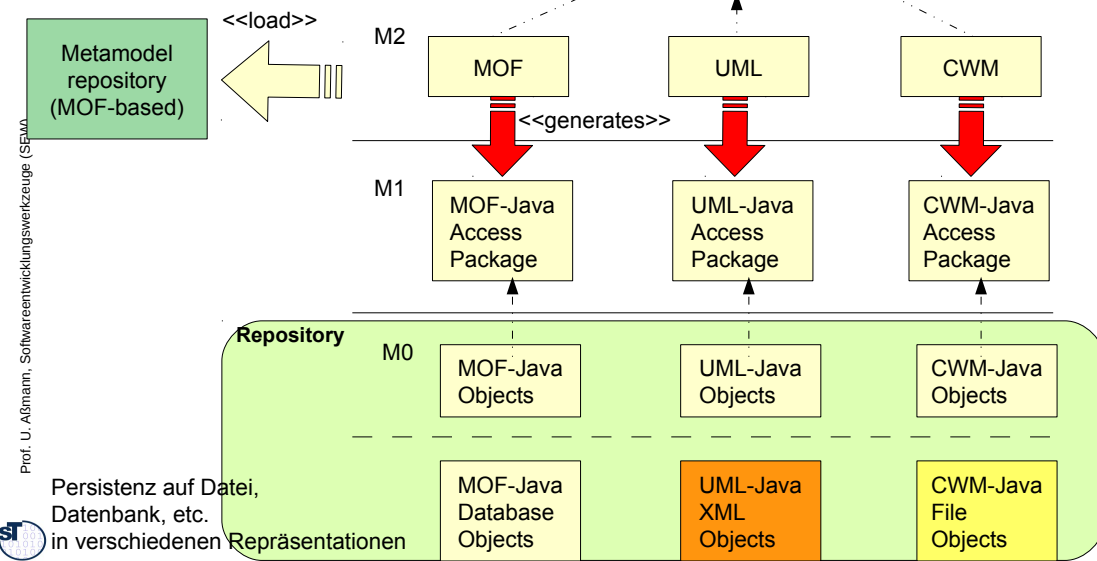 <<load>>
M2
Metamodel
repository
(MOF-based)
MOF
UML
CWM
<<generates>>
M1
MOF-Java
Access
Package
UML-Java
Access
Package
CWM-Java
Access
Package
Prof. U. Aßmann, Softwareentwicklungswerkzeuge (SEW)
Repository
M0
MOF-Java
Objects
UML-Java
Objects
CWM-Java
Objects
Persistenz auf Datei,
Datenbank, etc.
in verschiedenen Repräsentationen
MOF-Java
Database
Objects
UML-Java
XML
Objects
CWM-Java
File
Objects
sT